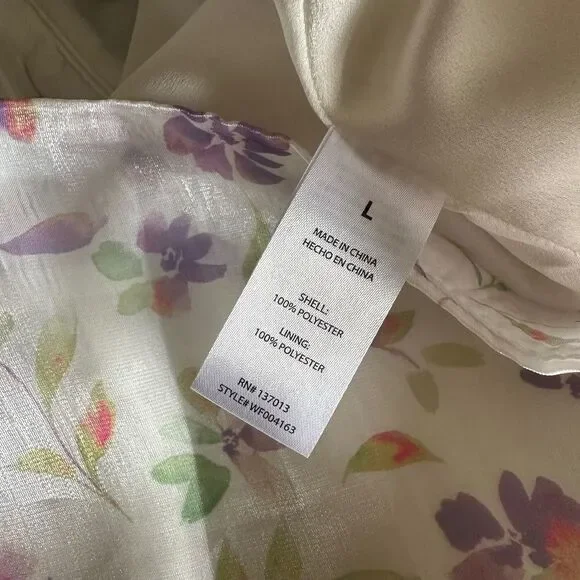 L
MADE IN CHINA
HECHO EN CHINA
SHELL:
100% POLYESTER
LINING:
100% POLYESTER
RN# 137013
STYLE# WF004163